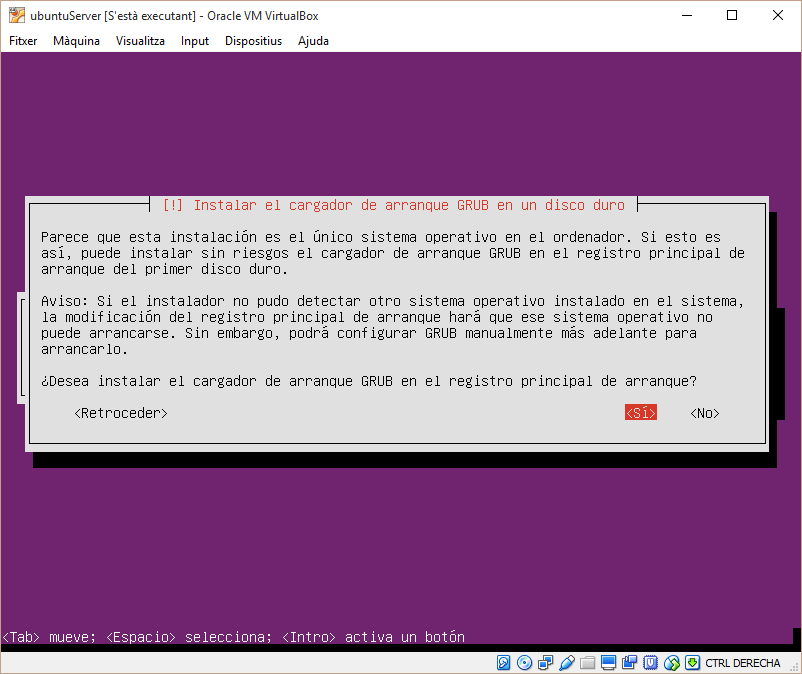 ubuntuServer [S'està executant] - Oracle VM VirtualBox
Fitxer Màquina Visualitza Input Dispositius Ajuda
[!] Instalar el cargador de arranque GRUB en un disco duro
Parece que esta instalación es el único sistema operativo en el ordenador. Si esto es
así, puede instalar sin riesgos el cargador de arranque GRUB en el registro principal de
arranque del primer disco duro.
Aviso: Si el instalador no pudo detectar otro sistema operativo instalado en el sistema,
la modificación del registro principal de arranque hará que ese sistema operativo no
puede arrancarse. Sin embargo, podrá configurar GRUB manualmente más adelante para
arrancarlo.
¿Desea instalar el cargador de arranque GRUB en el registro principal de arranque?
<Retroceder> <Sí> <No>
<Tab> mueve; <Espacio> selecciona; <Intro> activa un botón
CTRL DERECHA